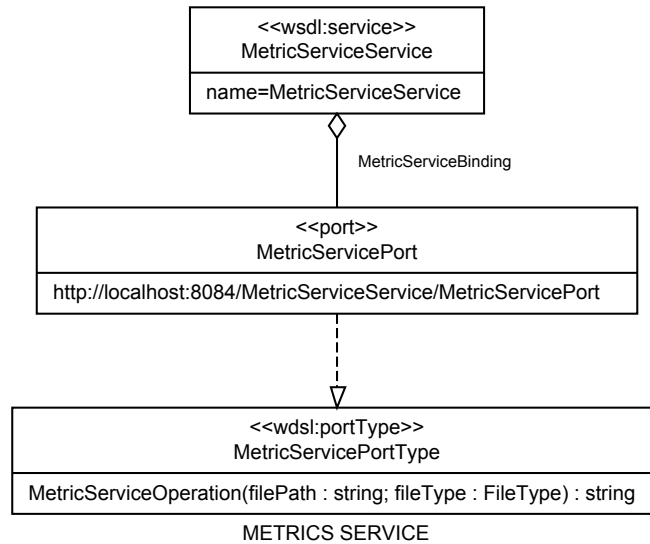 <<wsdl:service>>
MetricServiceService
name=MetricServiceService
MetricServiceBinding
<<port>>
MetricServicePort
http://localhost:8084/MetricServiceService/MetricServicePort
<<wdsl:portType>>
MetricServicePortType
MetricServiceOperation(filePath : string; fileType : FileType) : string
METRICS SERVICE